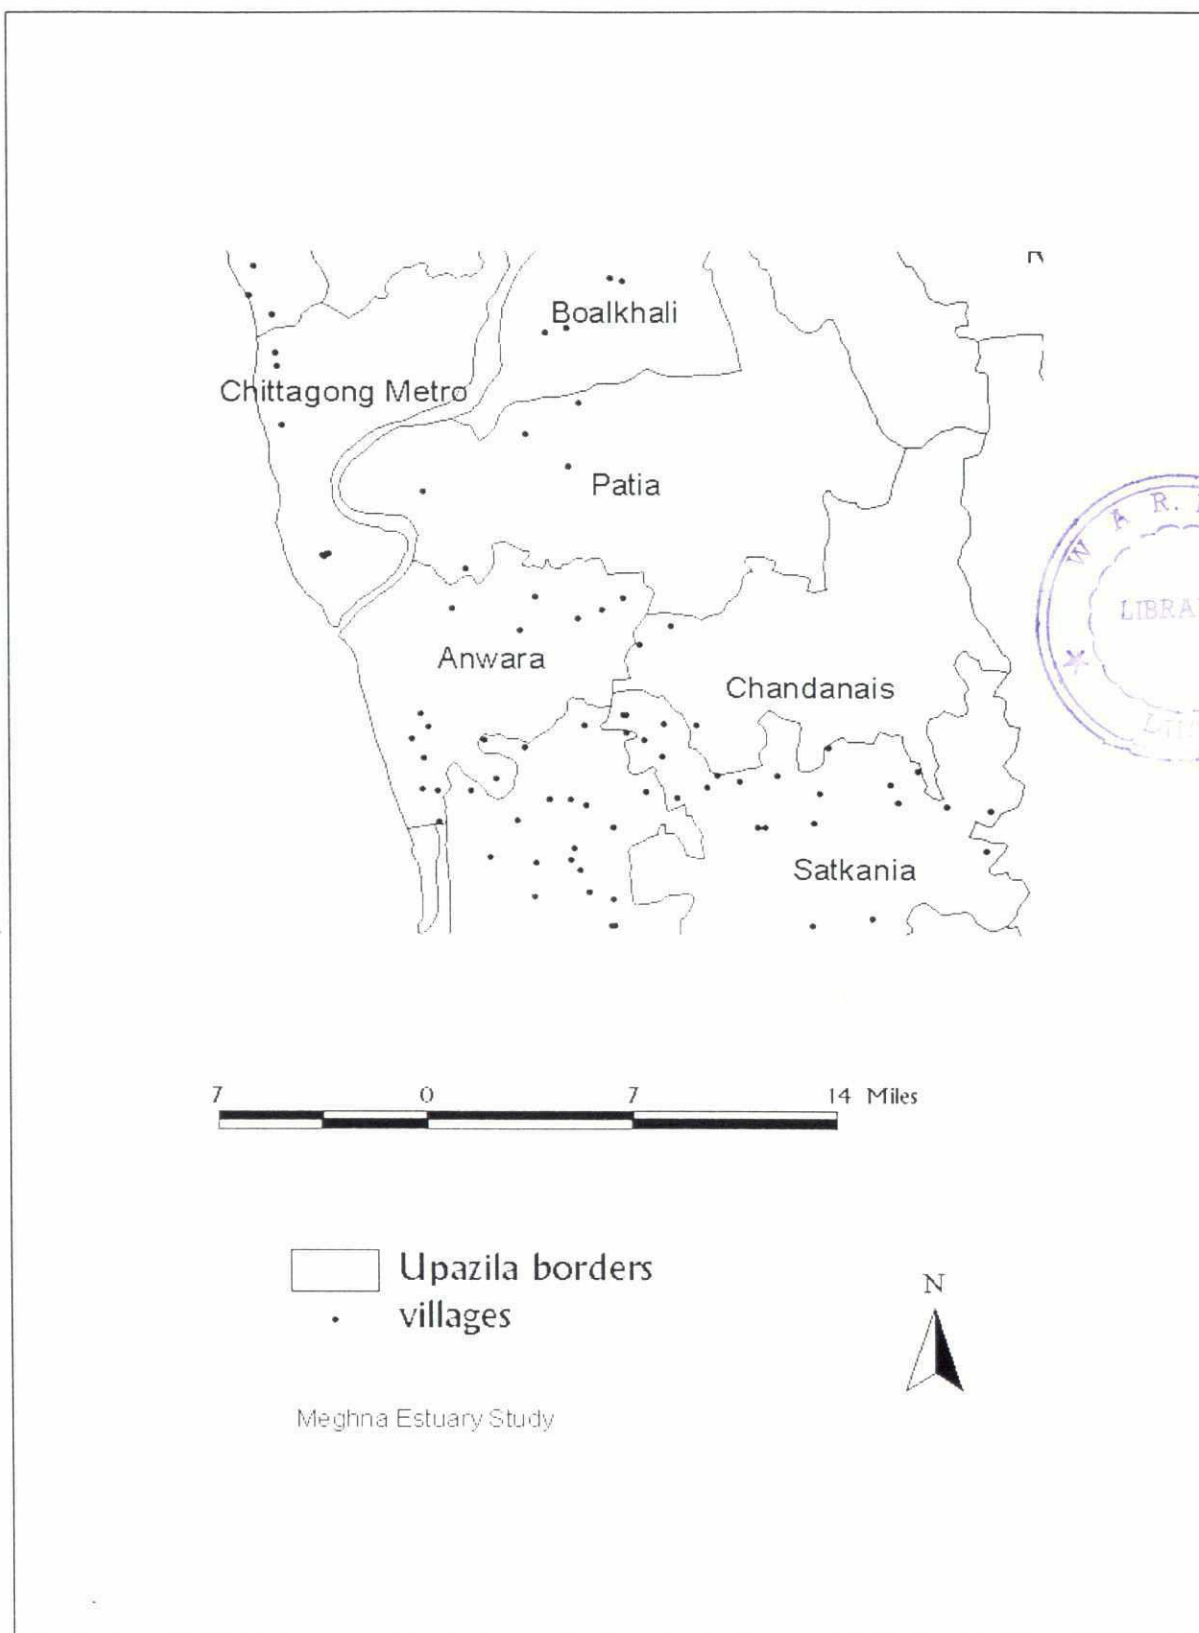 Boalkhali
Chittagong Metro
Patia
W A R.
LIBRA
Anwara
Chandanais
Satkania
7 0 7 14 Miles
Upazila borders
villages
N
Meghna Estuary Study